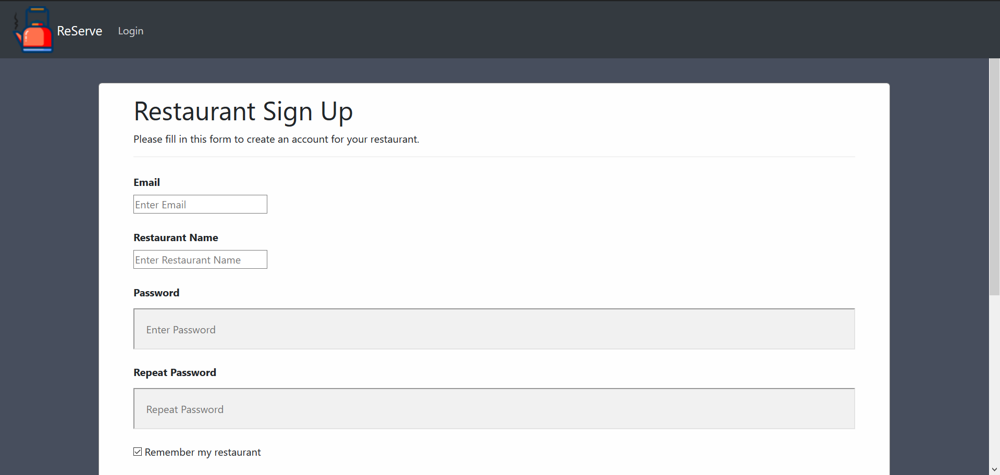 ReServe Login
Restaurant Sign Up
Please fill in this form to create an account for your restaurant.
Email
Enter Email
Restaurant Name
Enter Restaurant Name
Password
Enter Password
Repeat Password
Repeat Password
Remember my restaurant